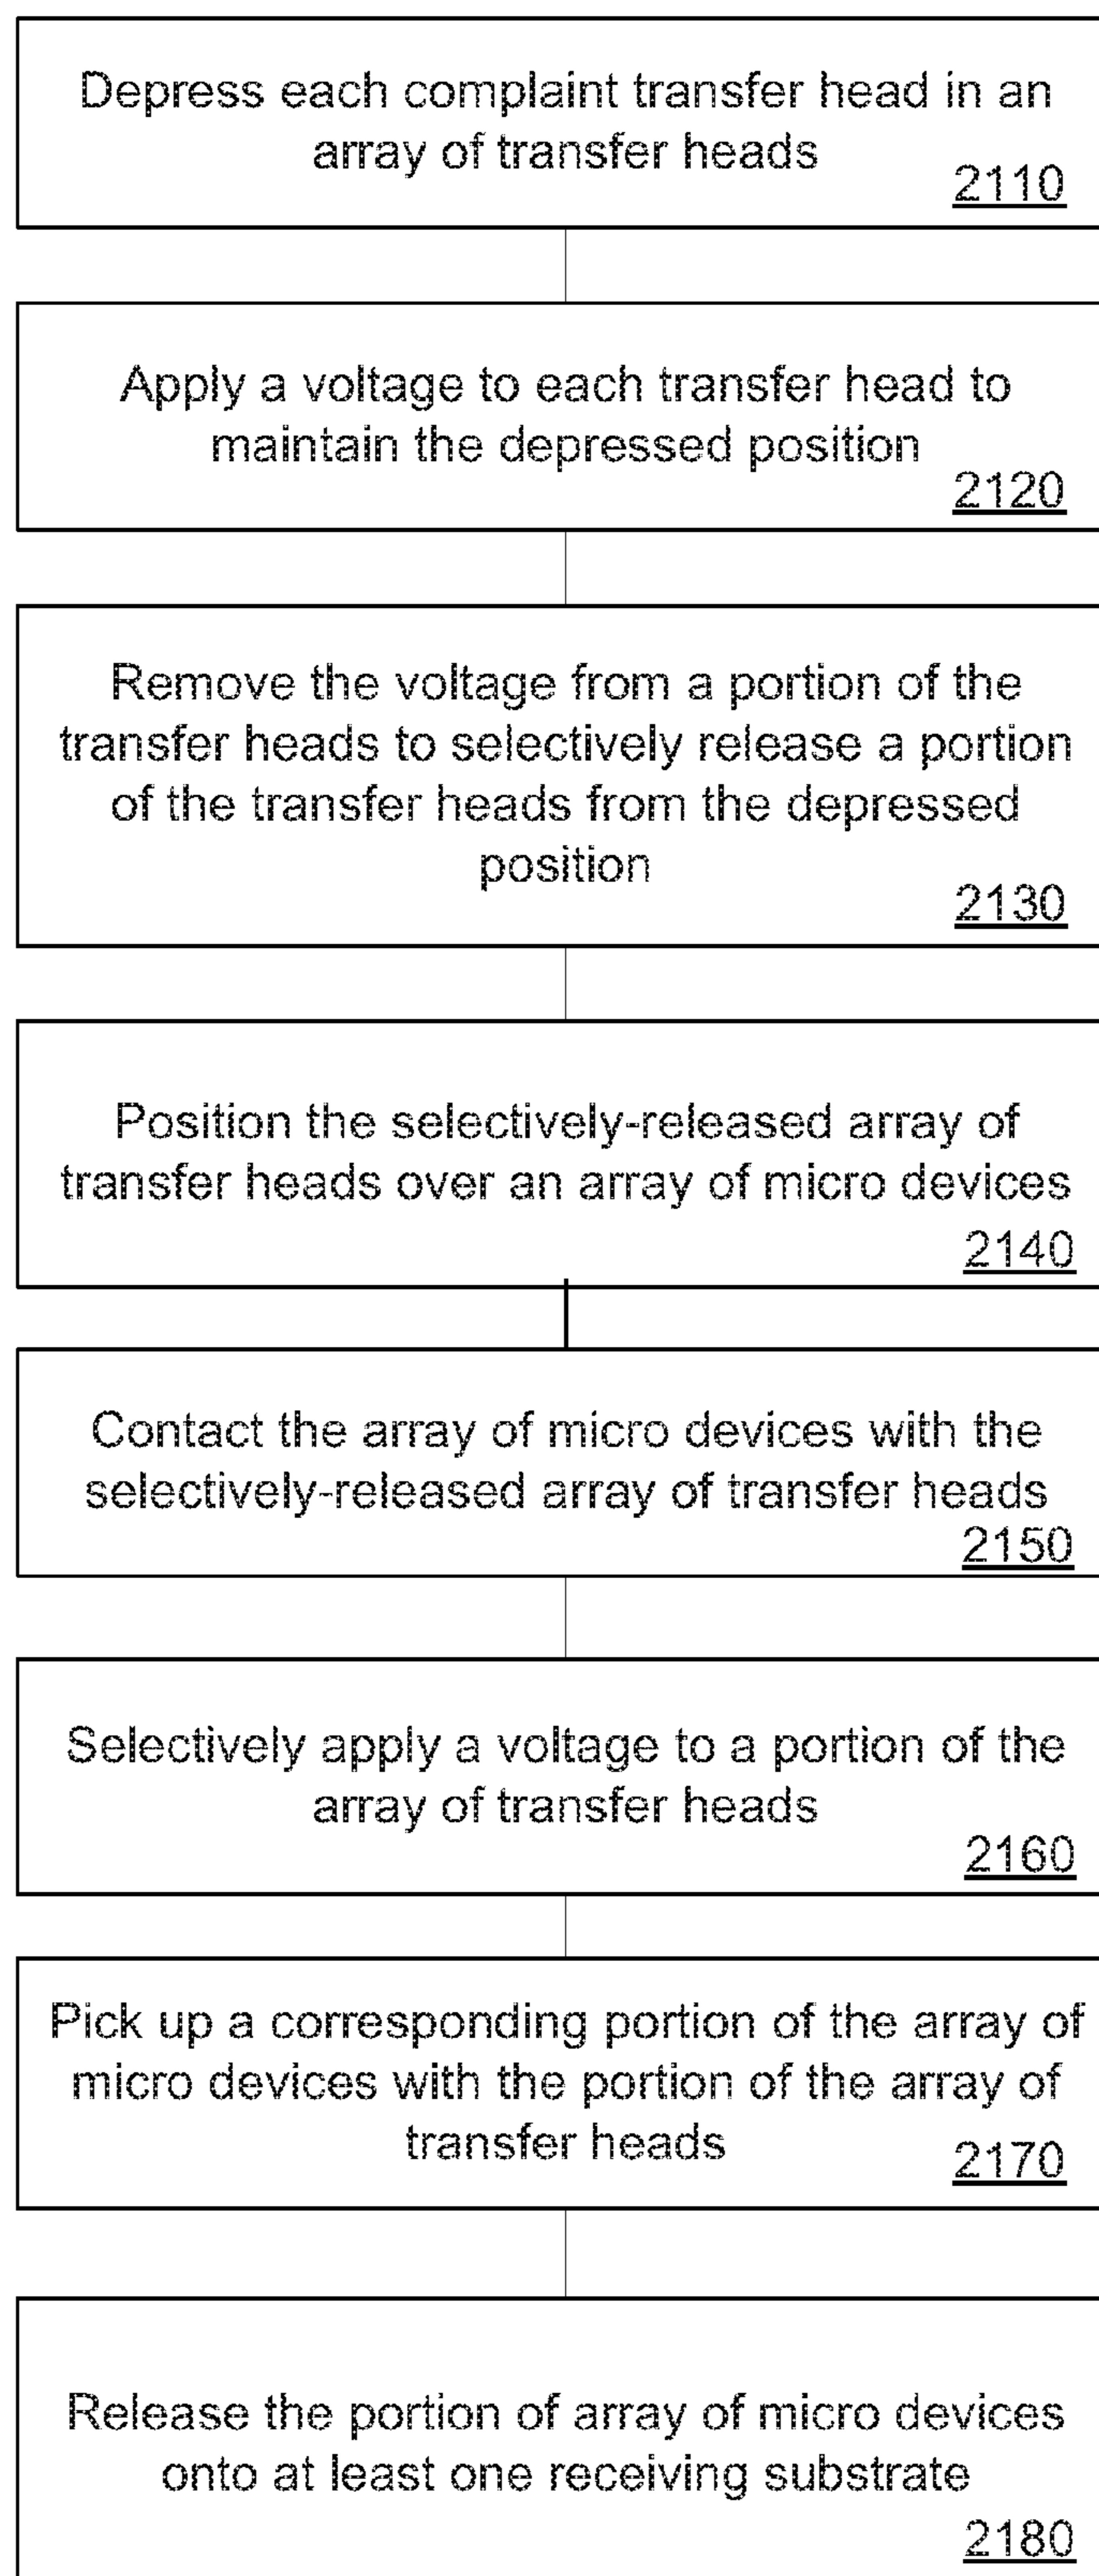 Depress each complaint transfer head in an
array of transfer heads
2110
Apply a voltage to each transfer head to
maintain the depressed position
2120
Remove the voltage from a portion of the
transfer heads to selectively release a portion
of the transfer heads from the depressed
position
2130
Position the selectively-released array of
transfer heads over an array of micro devices
2140
Contact the array of micro devices with the
selectively-released array of transfer heads
2150
Selectively apply a voltage to a portion of the
array of transfer heads
2160
Pick up a corresponding portion of the array of
micro devices with the portion of the array of
transfer heads
2170
Release the portion of array of micro devices
onto at least one receiving substrate
2180